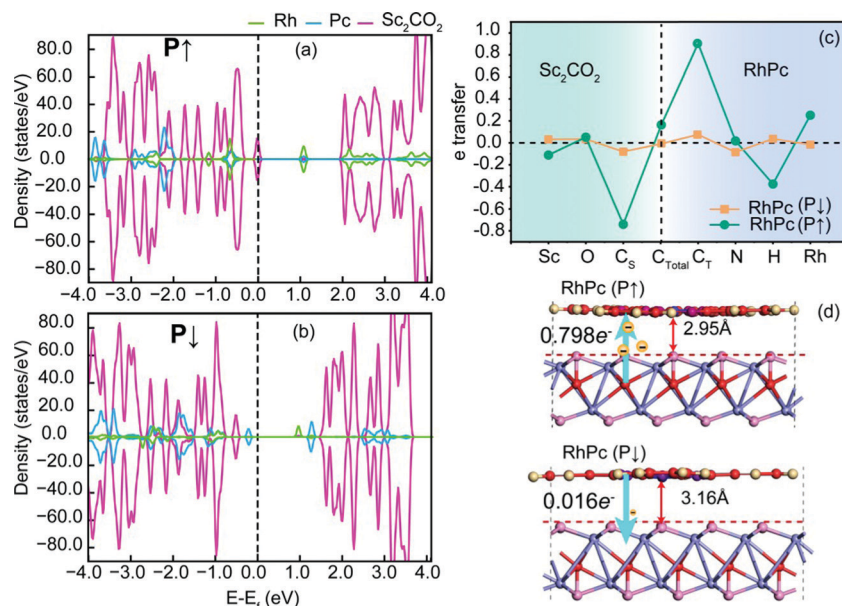 Rh Pc Sc₂CO₂
P↑ (a)
Density (states/eV)
80.0
60.0
40.0
20.0
0.0
-20.0
-40.0
-60.0
-80.0
-4.0 -3.0 -2.0 -1.0 0.0 1.0 2.0 3.0 4.0
P↓ (b)
Density (states/eV)
80.0
60.0
40.0
20.0
0.0
-20.0
-40.0
-60.0
-80.0
-4.0 -3.0 -2.0 -1.0 0.0 1.0 2.0 3.0 4.0
E-E (eV)
(c)
Sc₂CO₂ RhPc
e transfer
1.0
0.8
0.6
0.4
0.2
0.0
-0.2
-0.4
-0.6
-0.8
RhPc (P↓)
RhPc (P↑)
Sc O C_S C_Total C_T N H Rh
RhPc (P↑) (d)
0.798e⁻ 2.95Å
RhPc (P↓)
0.016e⁻ 3.16Å